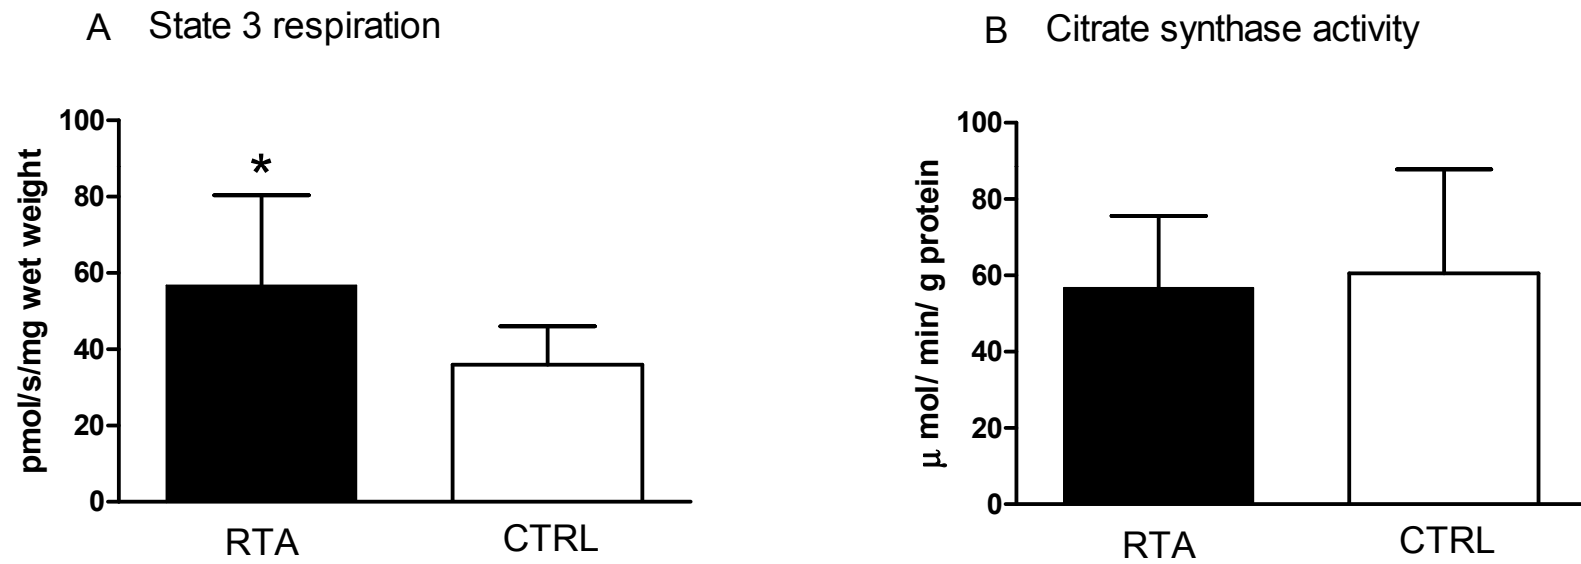 A State 3 respiration
pmol/s/mg wet weight
100
80
60
40
20
0
*
RTA
CTRL
B Citrate synthase activity
μ mol/ min/ g protein
100
80
60
40
20
0
RTA
CTRL